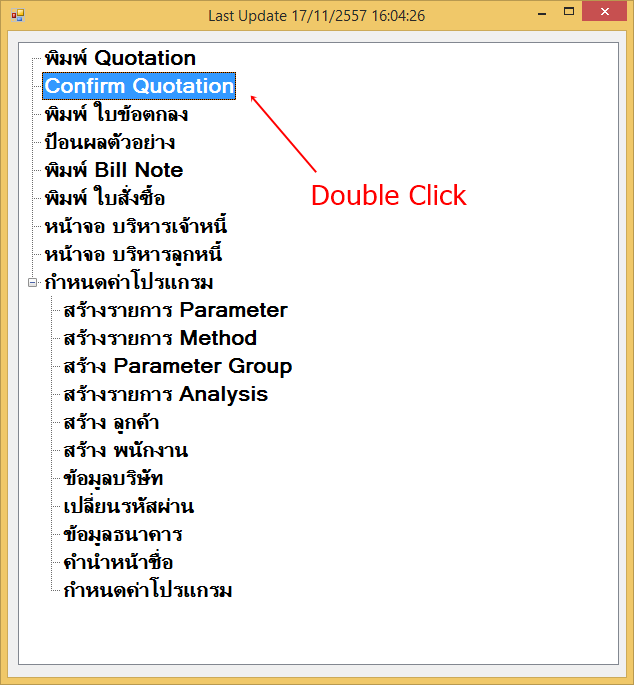 Last Update 17/11/2557 16:04:26
พิมพ์ Quotation
Confirm Quotation
พิมพ์ ใบข้อตกลง
ป้อนผลตัวอย่าง
พิมพ์ Bill Note
พิมพ์ ใบสั่งซื้อ
หน้าจอ บริหารเจ้าหนี้
หน้าจอ บริหารลูกหนี้
กำหนดค่าโปรแกรม
สร้างรายการ Parameter
สร้างรายการ Method
สร้าง Parameter Group
สร้างรายการ Analysis
สร้าง ลูกค้า
สร้าง พนักงาน
ข้อมูลบริษัท
เปลี่ยนรหัสผ่าน
ข้อมูลธนาคาร
คำนำหน้าชื่อ
กำหนดค่าโปรแกรม
Double Click